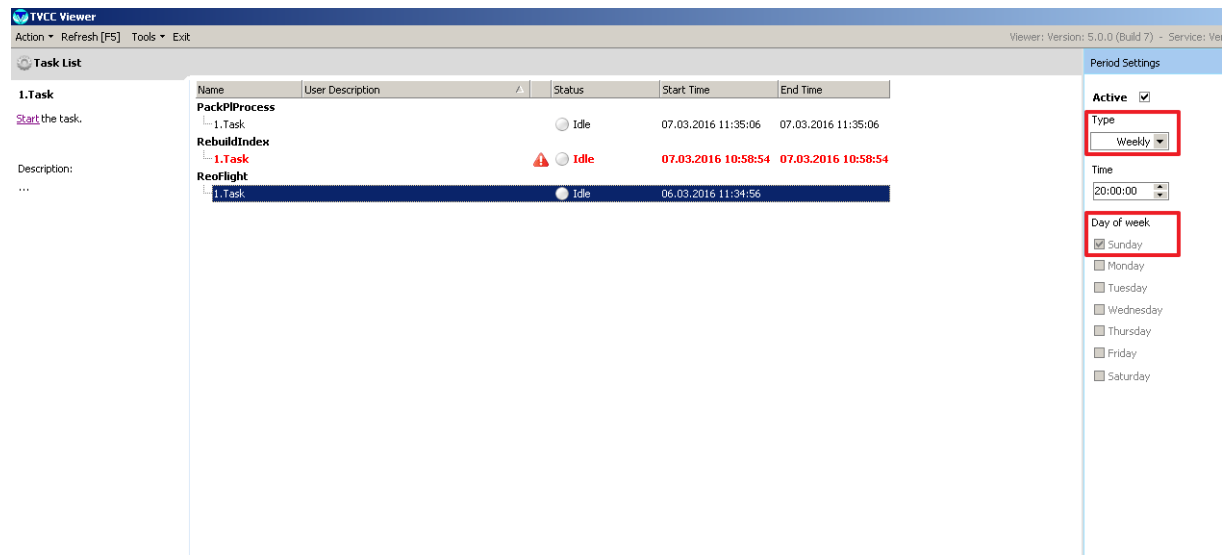 TVCC Viewer
Action Refresh [F5] Tools Exit Viewer: Version: 5.0.0 (Build 7) - Service: Ver
Task List
Period Settings
1.Task
Start the task.
Description:
...
Name User Description Status Start Time End Time
PackPlProcess
1.Task Idle 07.03.2016 11:35:06 07.03.2016 11:35:06
RebuildIndex
1.Task Idle 07.03.2016 10:58:54 07.03.2016 10:58:54
ReoFlight
1.Task Idle 06.03.2016 11:34:56
Active
Type
Weekly
Time
20:00:00
Day of week
Sunday
Monday
Tuesday
Wednesday
Thursday
Friday
Saturday